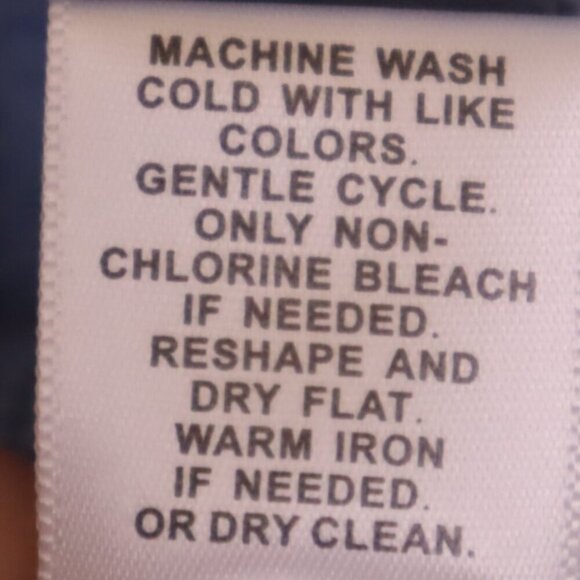 MACHINE WASH
COLD WITH LIKE
COLORS.
GENTLE CYCLE.
ONLY NON-
CHLORINE BLEACH
IF NEEDED.
RESHAPE AND
DRY FLAT.
WARM IRON
IF NEEDED.
OR DRY CLEAN.